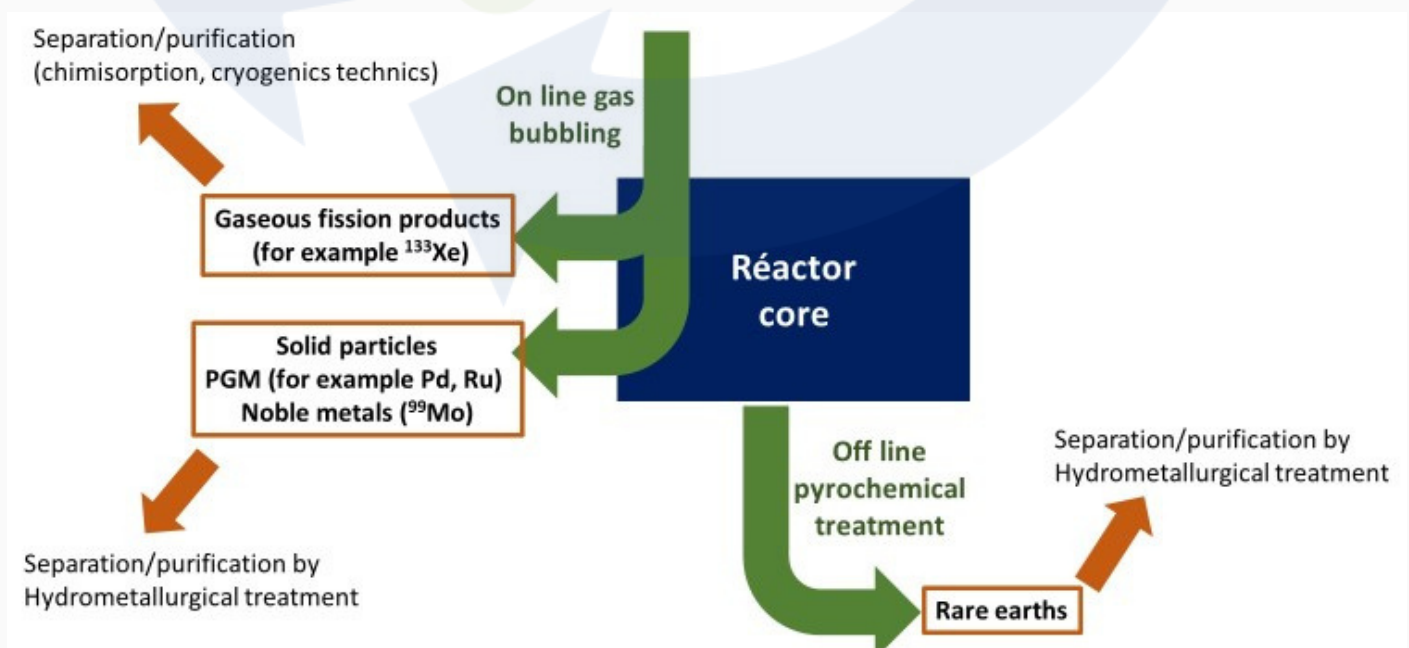 Separation/purification
(chimisorption, cryogenics technics)
On line gas
bubbling
Gaseous fission products
(for example ¹³³Xe)
Réactor
core
Solid particles
PGM (for example Pd, Ru)
Noble metals (⁹⁹Mo)
Off line
pyrochemical
treatment
Separation/purification by
Hydrometallurgical treatment
Separation/purification by
Hydrometallurgical treatment
Rare earths